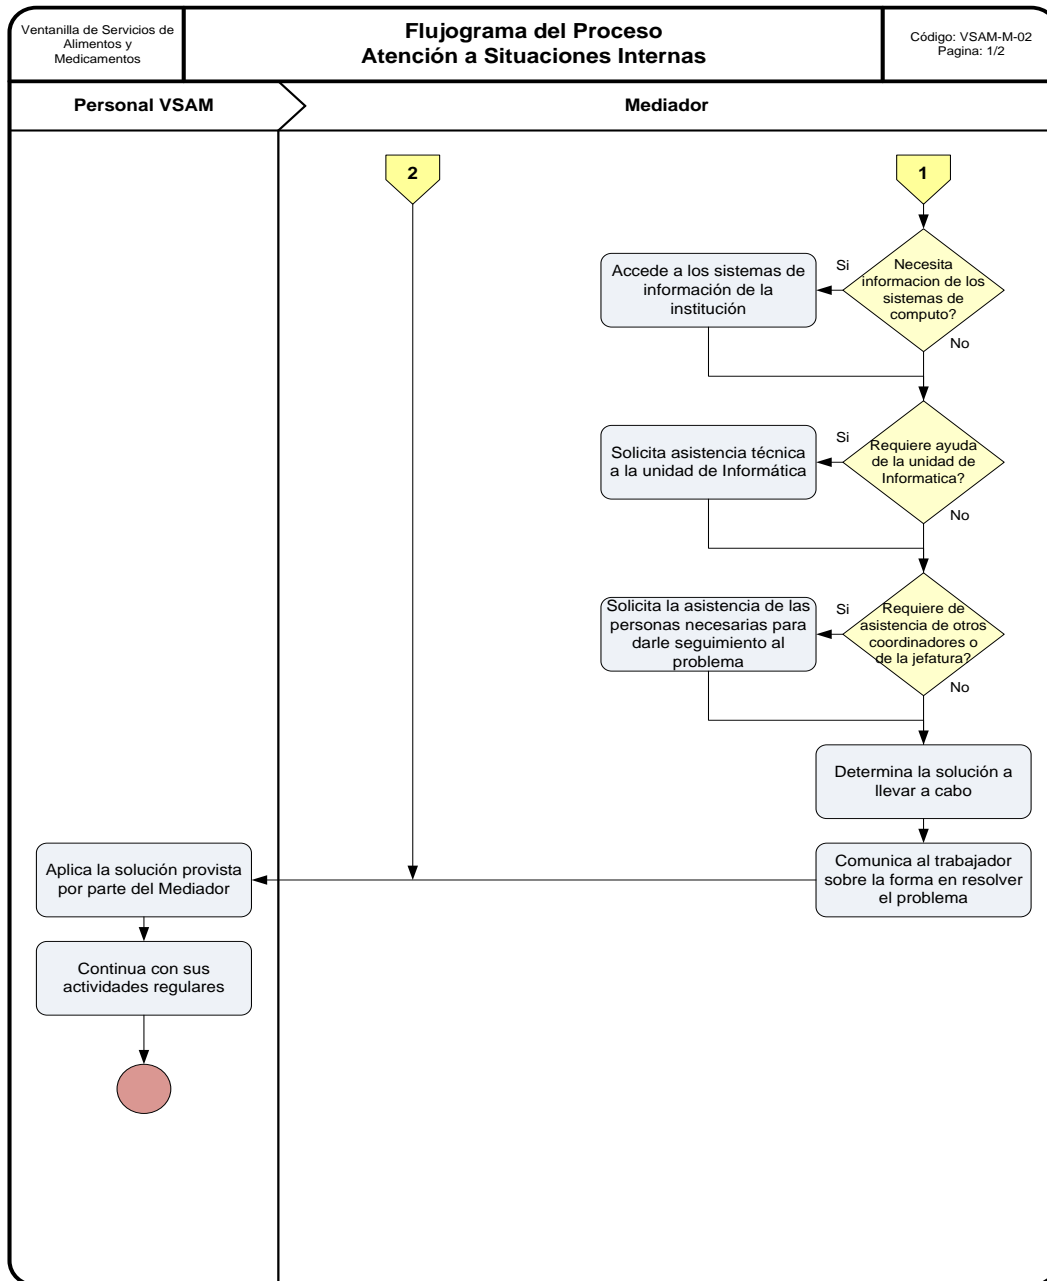 Ventanilla de Servicios de
Alimentos y
Medicamentos
Flujograma del Proceso
Atención a Situaciones Internas
Código: VSAM-M-02
Pagina: 1/2
Personal VSAM
Mediador
2
1
Necesita
informacion de los
sistemas de
computo?
Si
No
Accede a los sistemas de
información de la
institución
Requiere ayuda
de la unidad de
Informatica?
Si
No
Solicita asistencia técnica
a la unidad de Informática
Requiere de
asistencia de otros
coordinadores o
de la jefatura?
Si
No
Solicita la asistencia de las
personas necesarias para
darle seguimiento al
problema
Determina la solución a
llevar a cabo
Comunica al trabajador
sobre la forma en resolver
el problema
Aplica la solución provista
por parte del Mediador
Continua con sus
actividades regulares